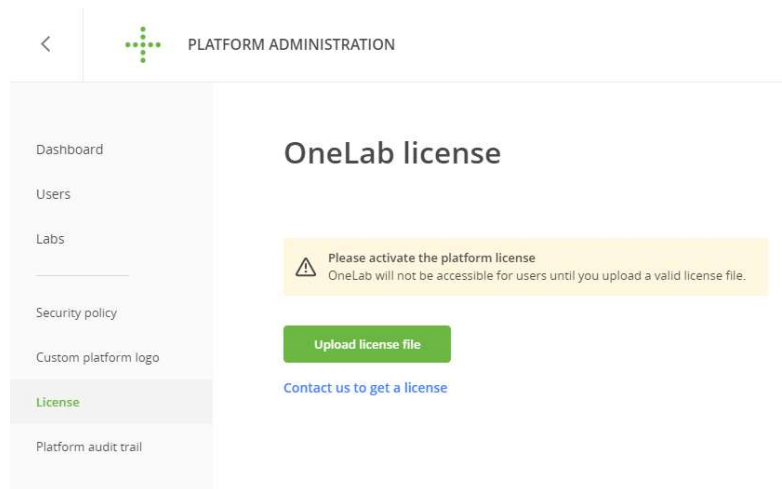 PLATFORM ADMINISTRATION
Dashboard
Users
Labs
Security policy
Custom platform logo
License
Platform audit trail
OneLab license
Please activate the platform license
OneLab will not be accessible for users until you upload a valid license file.
Upload license file
Contact us to get a license